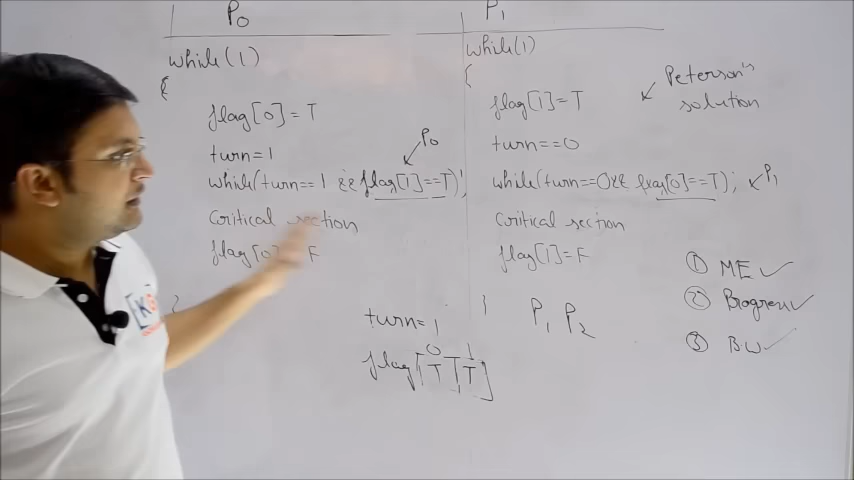 P0
while(1)
{
flag[0]=T
turn=1
while(turn==1 && flag[1]==T);
P0
Critical section
flag[0]= F
}
P1
while(1)
{
flag[1]=T
turn==0
while(turn==0&& flag[0]==T);
P1
Critical section
flag[1]=F
}
Peterson's
solution
① ME ✓
② Progress ✓
③ BW ✓
P1 P2
turn=1
0 1
flag[T|T]